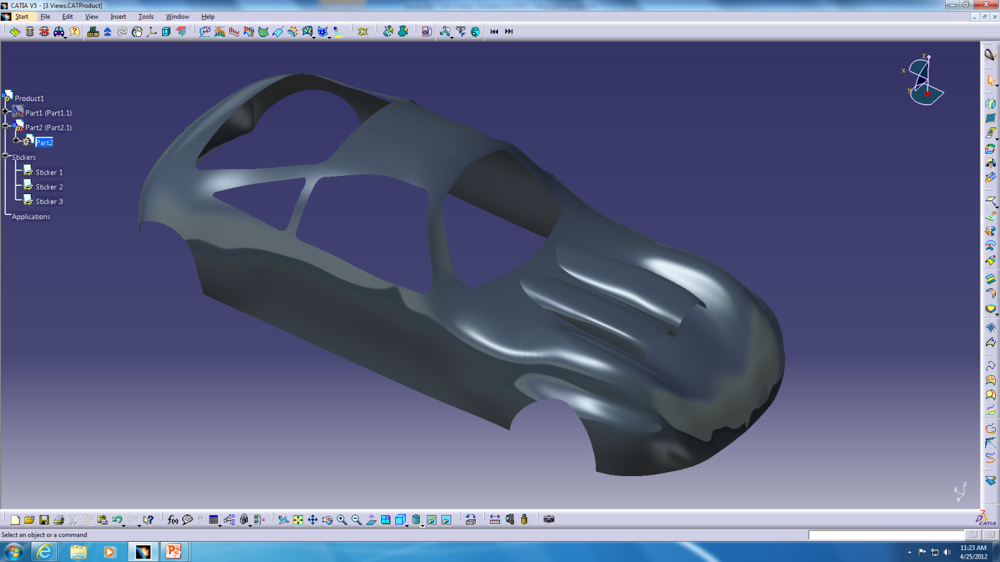 CATIA V5 - [3 Views.CATProduct]
Start File Edit View Insert Tools Window Help
z
x
y
Product1
Part1 (Part1.1)
Part2 (Part2.1)
Part2
Stickers
Sticker 1
Sticker 2
Sticker 3
Applications
z
x
y
f(x)
DS
CATIA
Select an object or a command
11:23 AM
4/25/2012